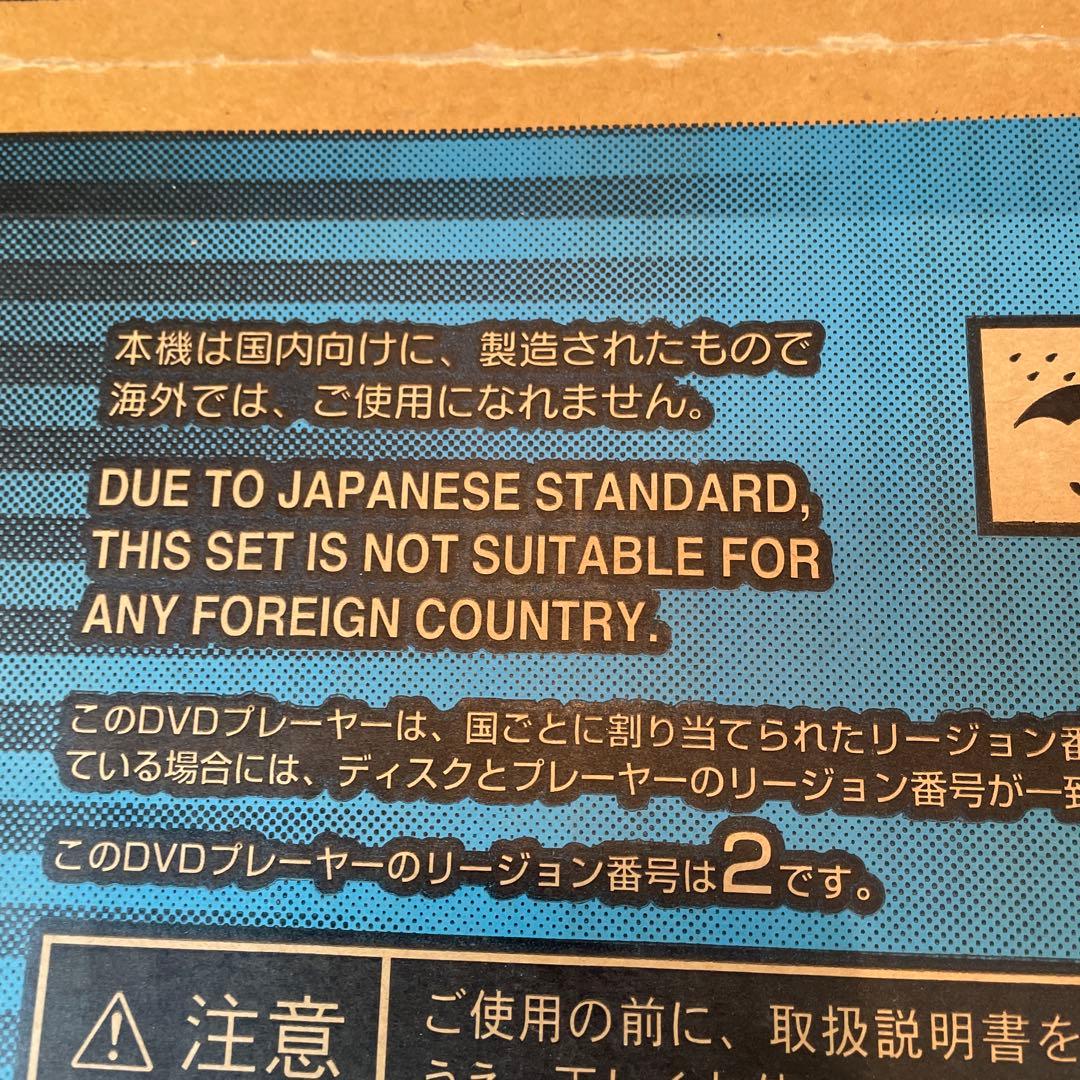 本機は国内向けに、製造されたもので
海外では、ご使用になれません。
DUE TO JAPANESE STANDARD,
THIS SET IS NOT SUITABLE FOR
ANY FOREIGN COUNTRY.
このDVDプレーヤーは、国ごとに割り当てられたリージョン番
ている場合には、ディスクとプレーヤーのリージョン番号が一致
このDVDプレーヤーのリージョン番号は2です。
注意
ご使用の前に、取扱説明書を